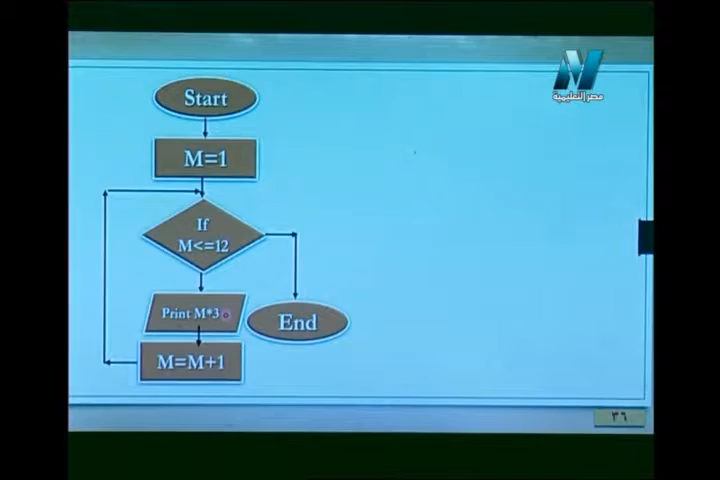 مصر التعليمية
Start
M=1
If
M<=12
Print M*3
End
M=M+1
٣٦